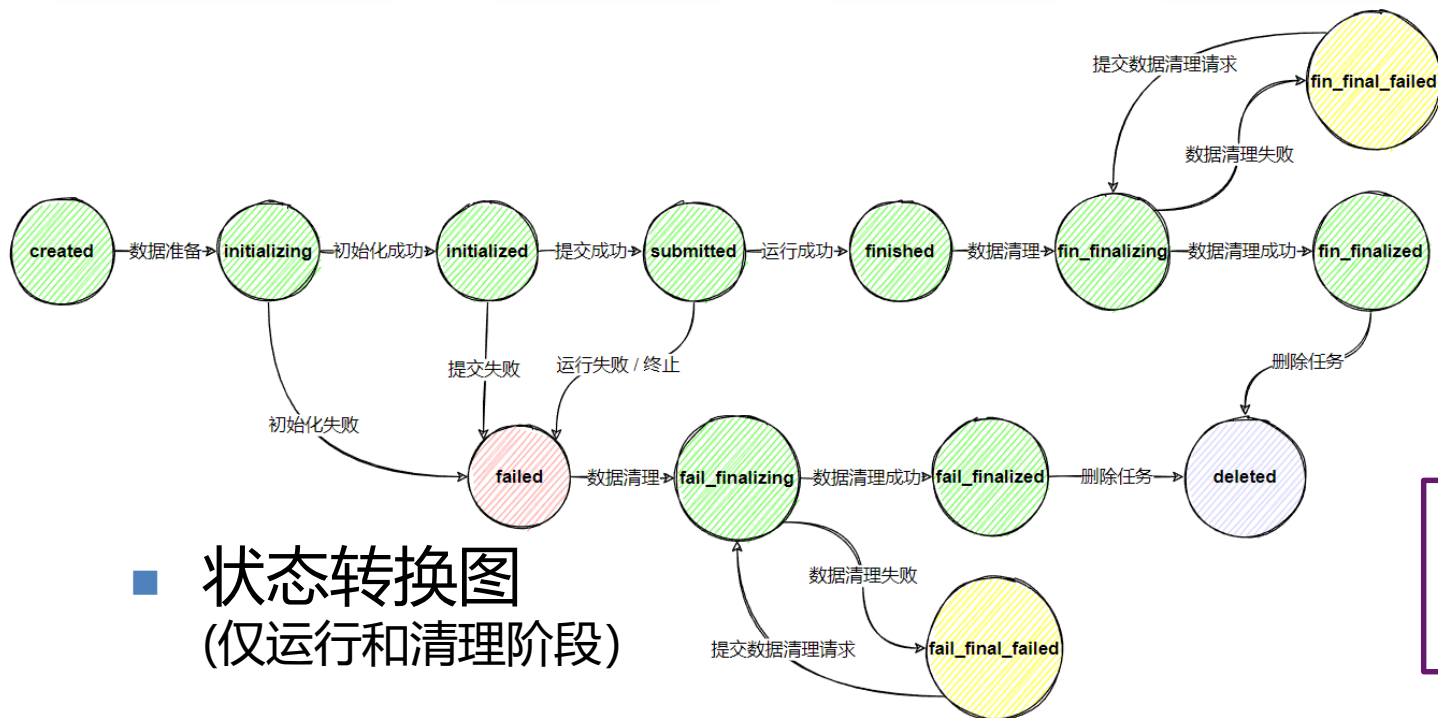 提交数据清理请求
fin_final_failed
数据清理失败
created
数据准备
initializing
初始化成功
initialized
提交成功
submitted
运行成功
finished
数据清理
fin_finalizing
数据清理成功
fin_finalized
提交失败
运行失败 / 终止
删除任务
初始化失败
failed
数据清理
fail_finalizing
数据清理成功
fail_finalized
删除任务
deleted
数据清理失败
提交数据清理请求
fail_final_failed
状态转换图
(仅运行和清理阶段)